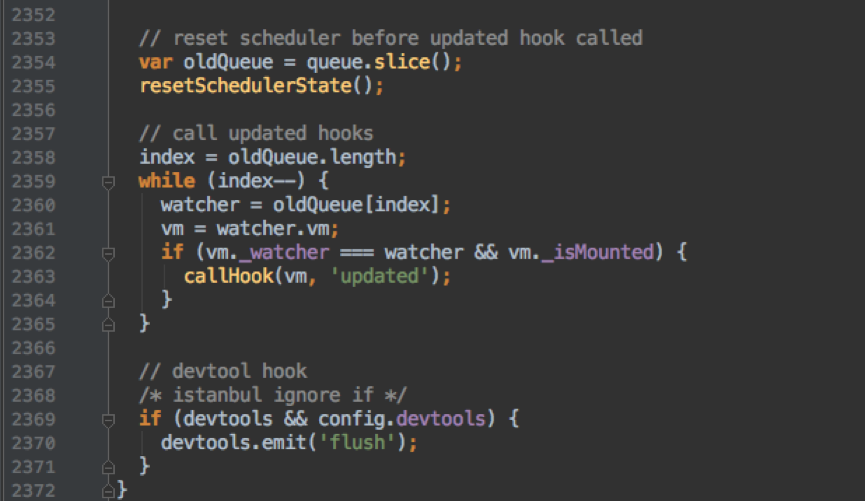 2352
2353 // reset scheduler before updated hook called
2354 var oldQueue = queue.slice();
2355 resetSchedulerState();
2356
2357 // call updated hooks
2358 index = oldQueue.length;
2359 while (index--) {
2360 watcher = oldQueue[index];
2361 vm = watcher.vm;
2362 if (vm._watcher === watcher && vm._isMounted) {
2363 callHook(vm, 'updated');
2364 }
2365 }
2366
2367 // devtool hook
2368 /* istanbul ignore if */
2369 if (devtools && config.devtools) {
2370 devtools.emit('flush');
2371 }
2372 }